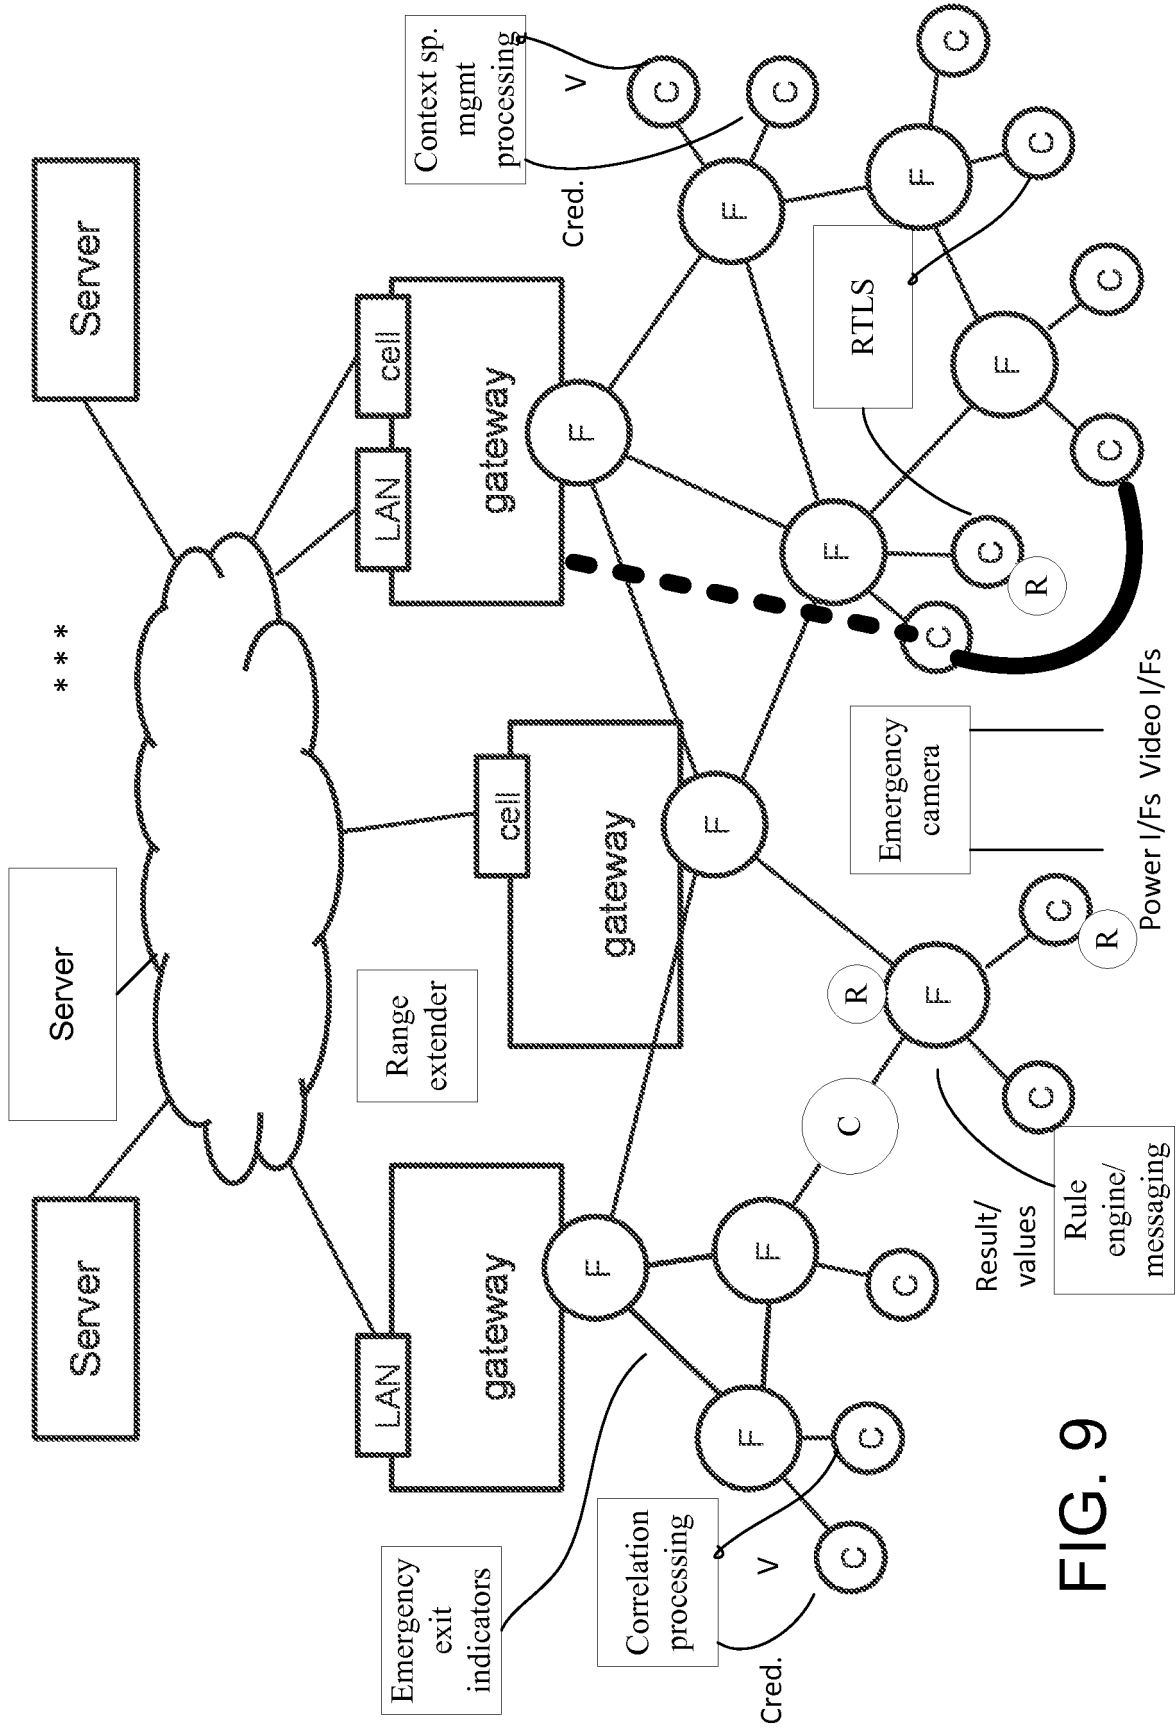 Server
Server
* * *
Server
LAN
gateway
Range
extender
cell
gateway
LAN
cell
gateway
Emergency
exit
indicators
F
F
F
Context sp.
mgmt
processing
V
Cred.
C
C
F
Correlation
processing
V
Cred.
F
F
C
C
C
C
R
F
C
C
R
Emergency
camera
Power I/Fs
Video I/Fs
F
C
C
R
RTLS
F
C
C
F
C
C
Result/
values
Rule
engine/
messaging
FIG. 9